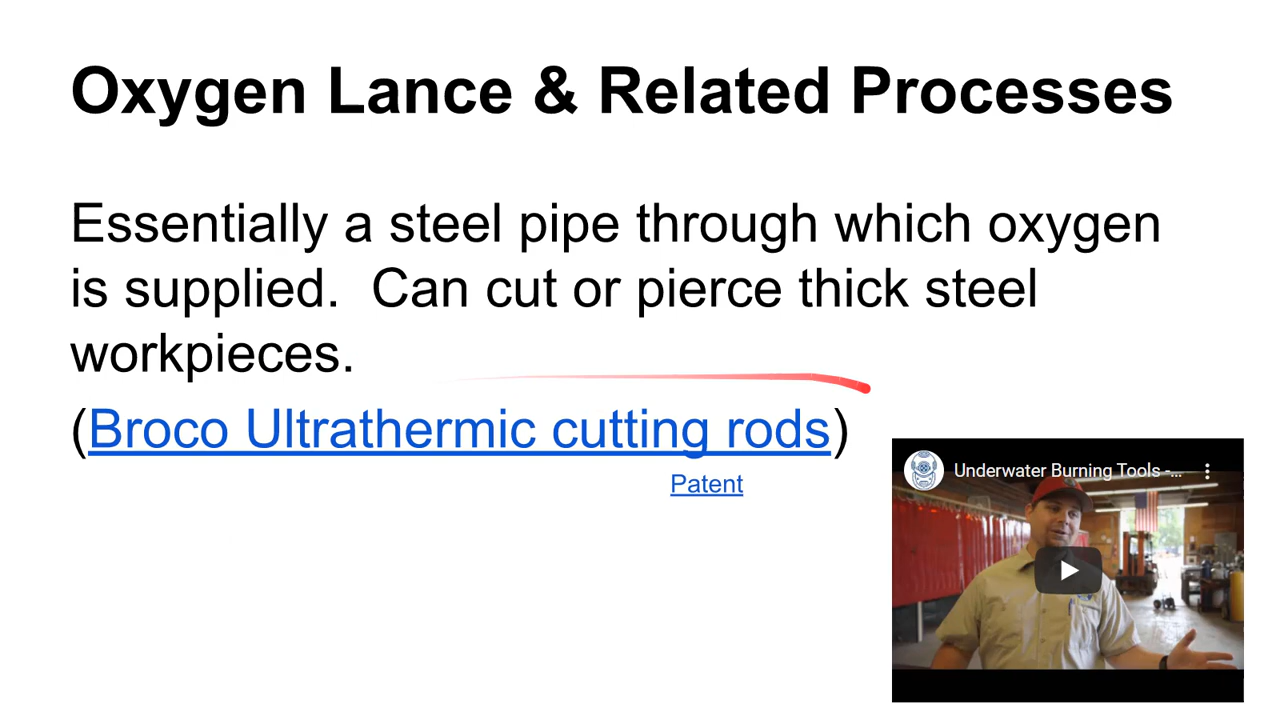 Oxygen Lance & Related Processes
Essentially a steel pipe through which oxygen
is supplied.  Can cut or pierce thick steel
workpieces.
(Broco Ultrathermic cutting rods)
Patent
Underwater Burning Tools -...